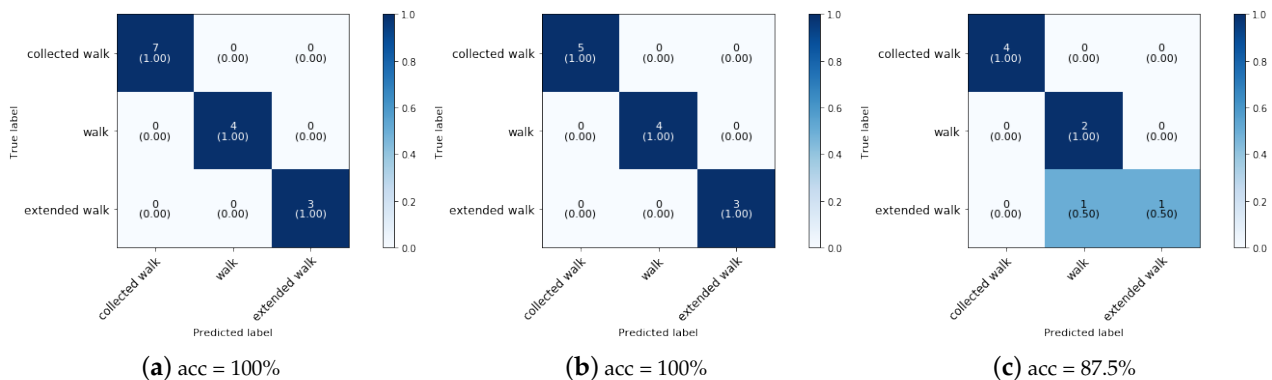 True label
collected walk
walk
extended walk
7
(1.00)
0
(0.00)
0
(0.00)
0
(0.00)
4
(1.00)
0
(0.00)
0
(0.00)
0
(0.00)
3
(1.00)
collected walk
walk
extended walk
Predicted label
1.0
0.8
0.6
0.4
0.2
0.0
(a) acc = 100%
True label
collected walk
walk
extended walk
5
(1.00)
0
(0.00)
0
(0.00)
0
(0.00)
4
(1.00)
0
(0.00)
0
(0.00)
0
(0.00)
3
(1.00)
collected walk
walk
extended walk
Predicted label
1.0
0.8
0.6
0.4
0.2
0.0
(b) acc = 100%
True label
collected walk
walk
extended walk
4
(1.00)
0
(0.00)
0
(0.00)
0
(0.00)
2
(1.00)
0
(0.00)
0
(0.00)
1
(0.50)
1
(0.50)
collected walk
walk
extended walk
Predicted label
1.0
0.8
0.6
0.4
0.2
0.0
(c) acc = 87.5%